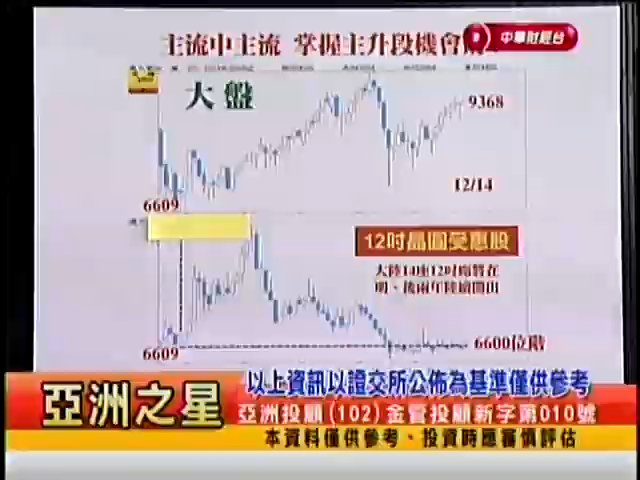 主流中主流 掌握主升段機會
中華財經台
大盤
9368
12/14
6609
12吋晶圓受惠股
大陸14座12吋廠將在
明、後兩年陸續開出
6600位階
6609
亞洲之星
以上資訊以證交所公佈為基準僅供參考
亞洲投顧(102)金管投顧新字第010號
本資料僅供參考、投資時應審慎評估